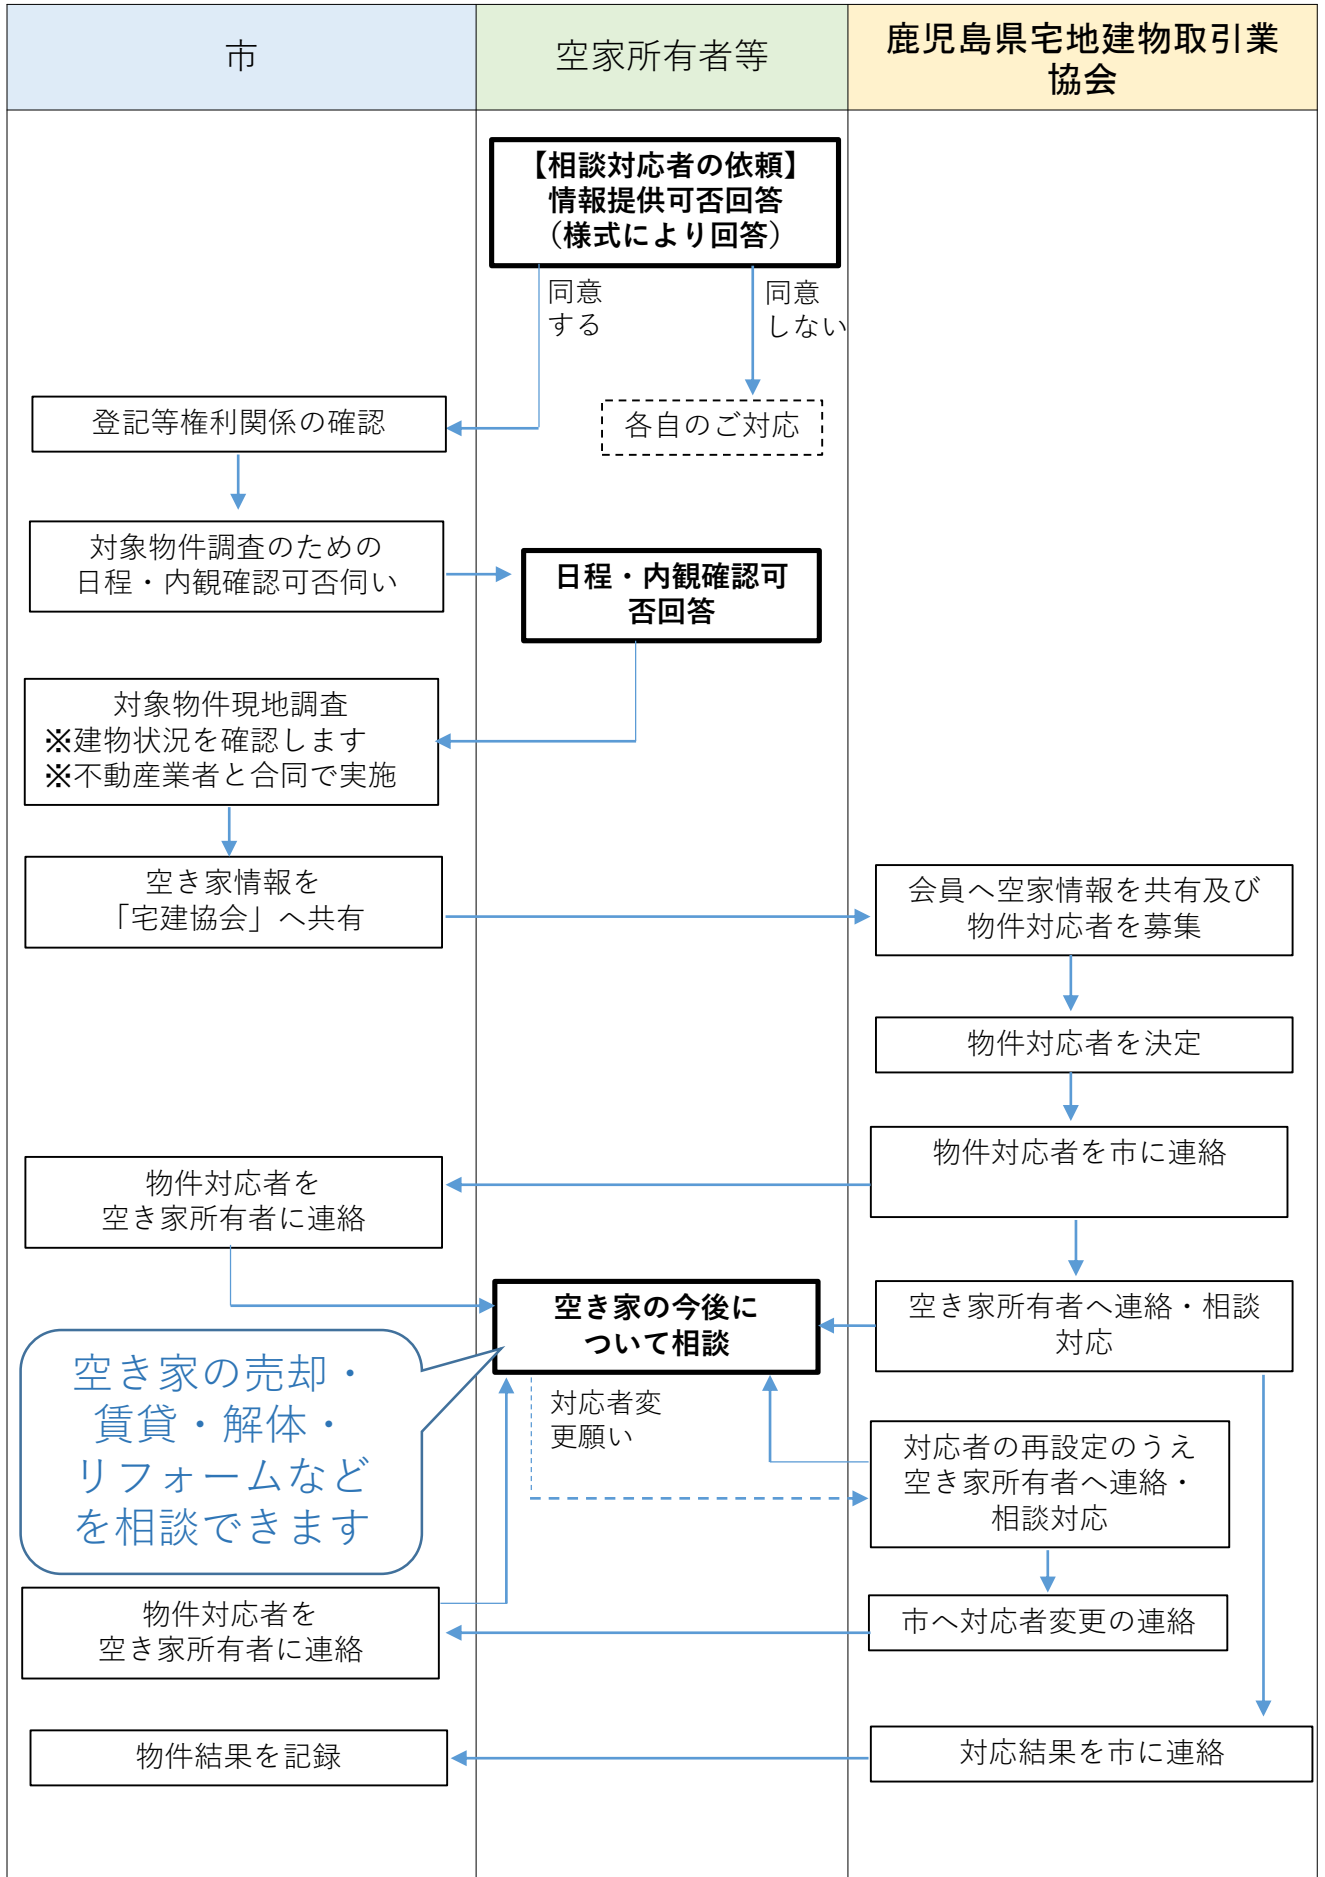 市
空家所有者等
鹿児島県宅地建物取引業
協会
【相談対応者の依頼】
情報提供可否回答
（様式により回答）
同意
する
同意
しない
登記等権利関係の確認
各自のご対応
対象物件調査のための
日程・内観確認可否伺い
日程・内観確認可
否回答
対象物件現地調査
※建物状況を確認します
※不動産業者と合同で実施
空き家情報を
「宅建協会」へ共有
会員へ空家情報を共有及び
物件対応者を募集
物件対応者を決定
物件対応者を市に連絡
物件対応者を
空き家所有者に連絡
空き家の今後に
ついて相談
空き家所有者へ連絡・相談
対応
空き家の売却・
賃貸・解体・
リフォームなど
を相談できます
対応者変
更願い
対応者の再設定のうえ
空き家所有者へ連絡・
相談対応
物件対応者を
空き家所有者に連絡
市へ対応者変更の連絡
物件結果を記録
対応結果を市に連絡